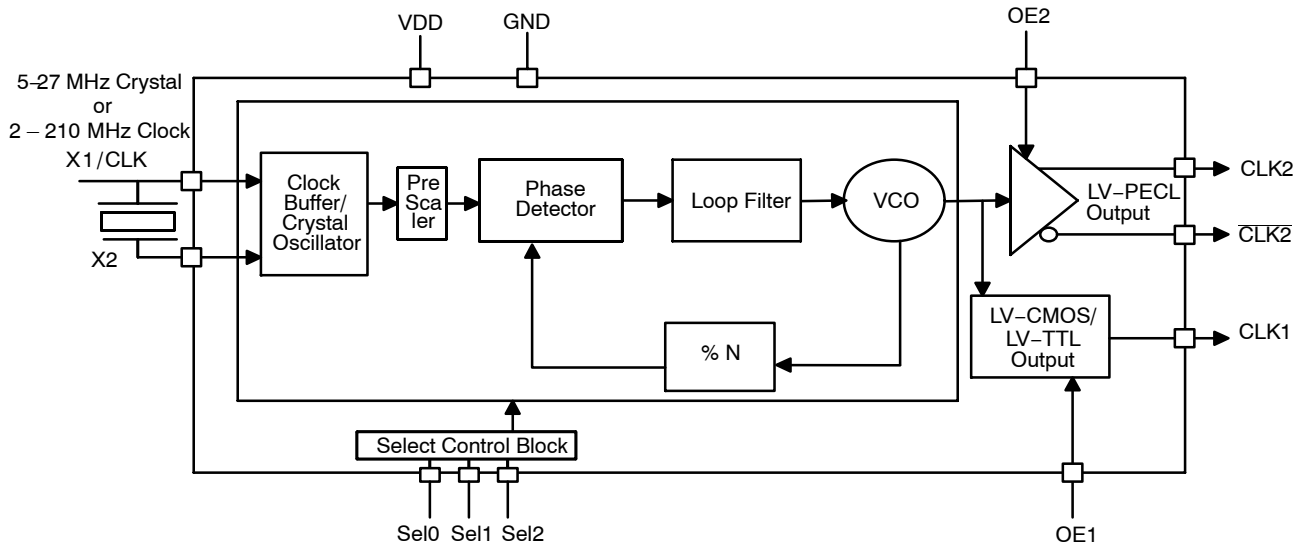 VDD
GND
OE2
5–27 MHz Crystal
or
2 – 210 MHz Clock
X1/CLK
X2
Clock
Buffer/
Crystal
Oscillator
Pre
Sca
ler
Phase
Detector
Loop Filter
VCO
% N
LV–PECL
Output
CLK2
CLK2
LV–CMOS/
LV–TTL
Output
CLK1
Select Control Block
Sel0
Sel1
Sel2
OE1